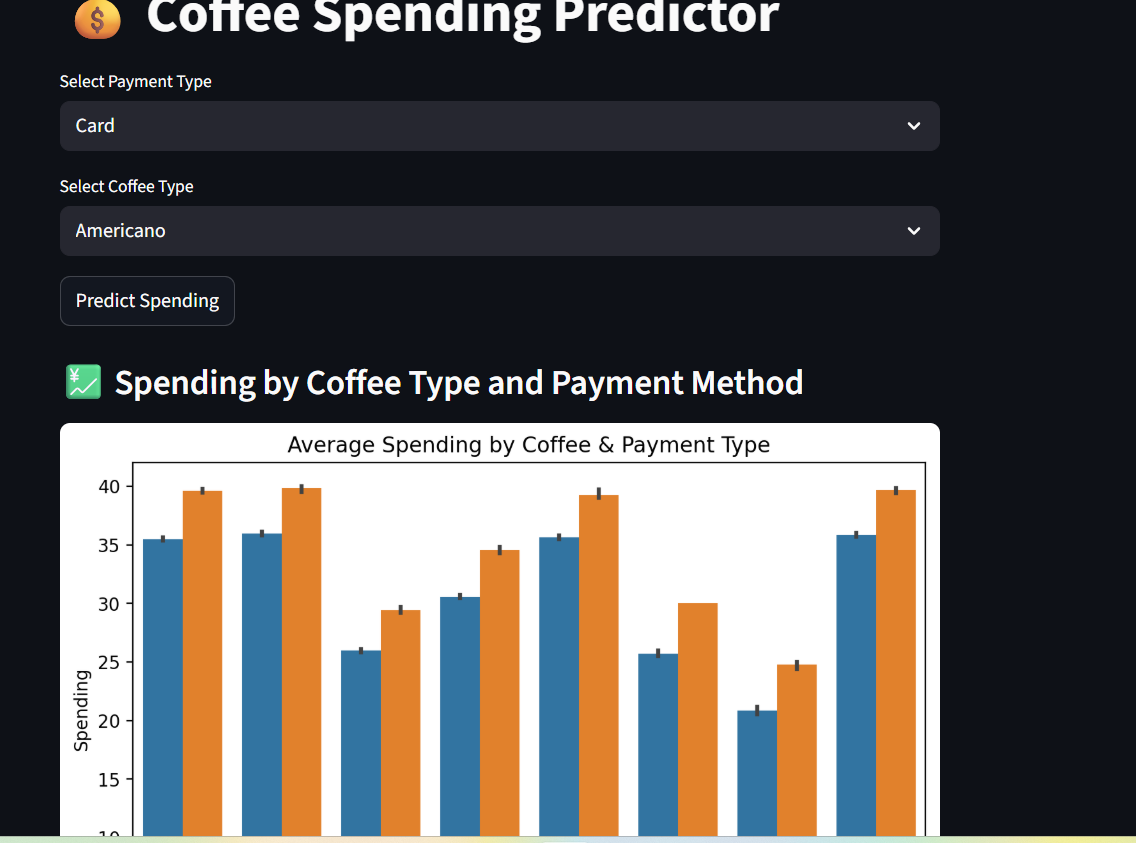 Coffee Spending Predictor
Select Payment Type
Card
Select Coffee Type
Americano
Predict Spending
Spending by Coffee Type and Payment Method
Average Spending by Coffee & Payment Type
40
35
30
25
20
15
10
Spending